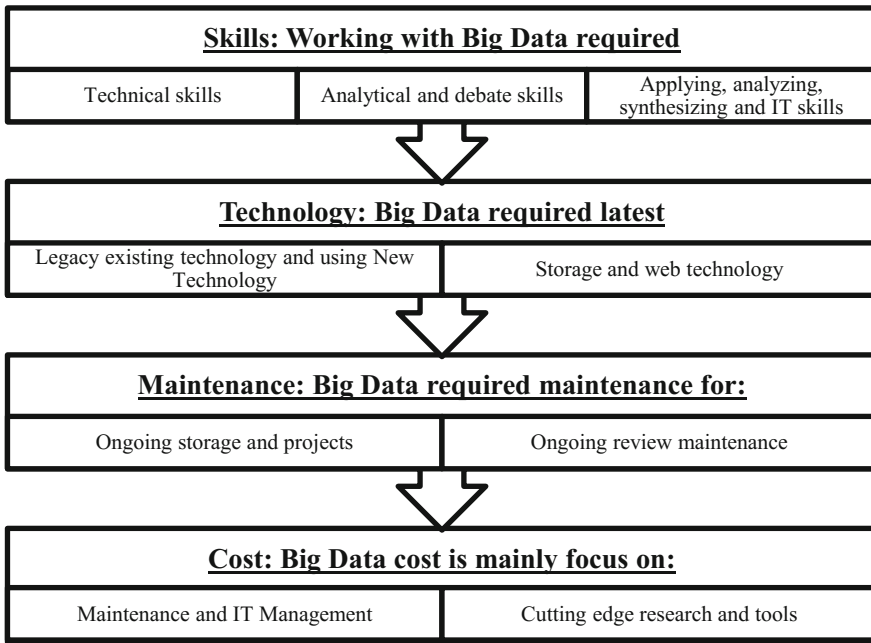 Skills: Working with Big Data required
Technical skills
Analytical and debate skills
Applying, analyzing,
synthesizing and IT skills
Technology: Big Data required latest
Legacy existing technology and using New
Technology
Storage and web technology
Maintenance: Big Data required maintenance for:
Ongoing storage and projects
Ongoing review maintenance
Cost: Big Data cost is mainly focus on:
Maintenance and IT Management
Cutting edge research and tools